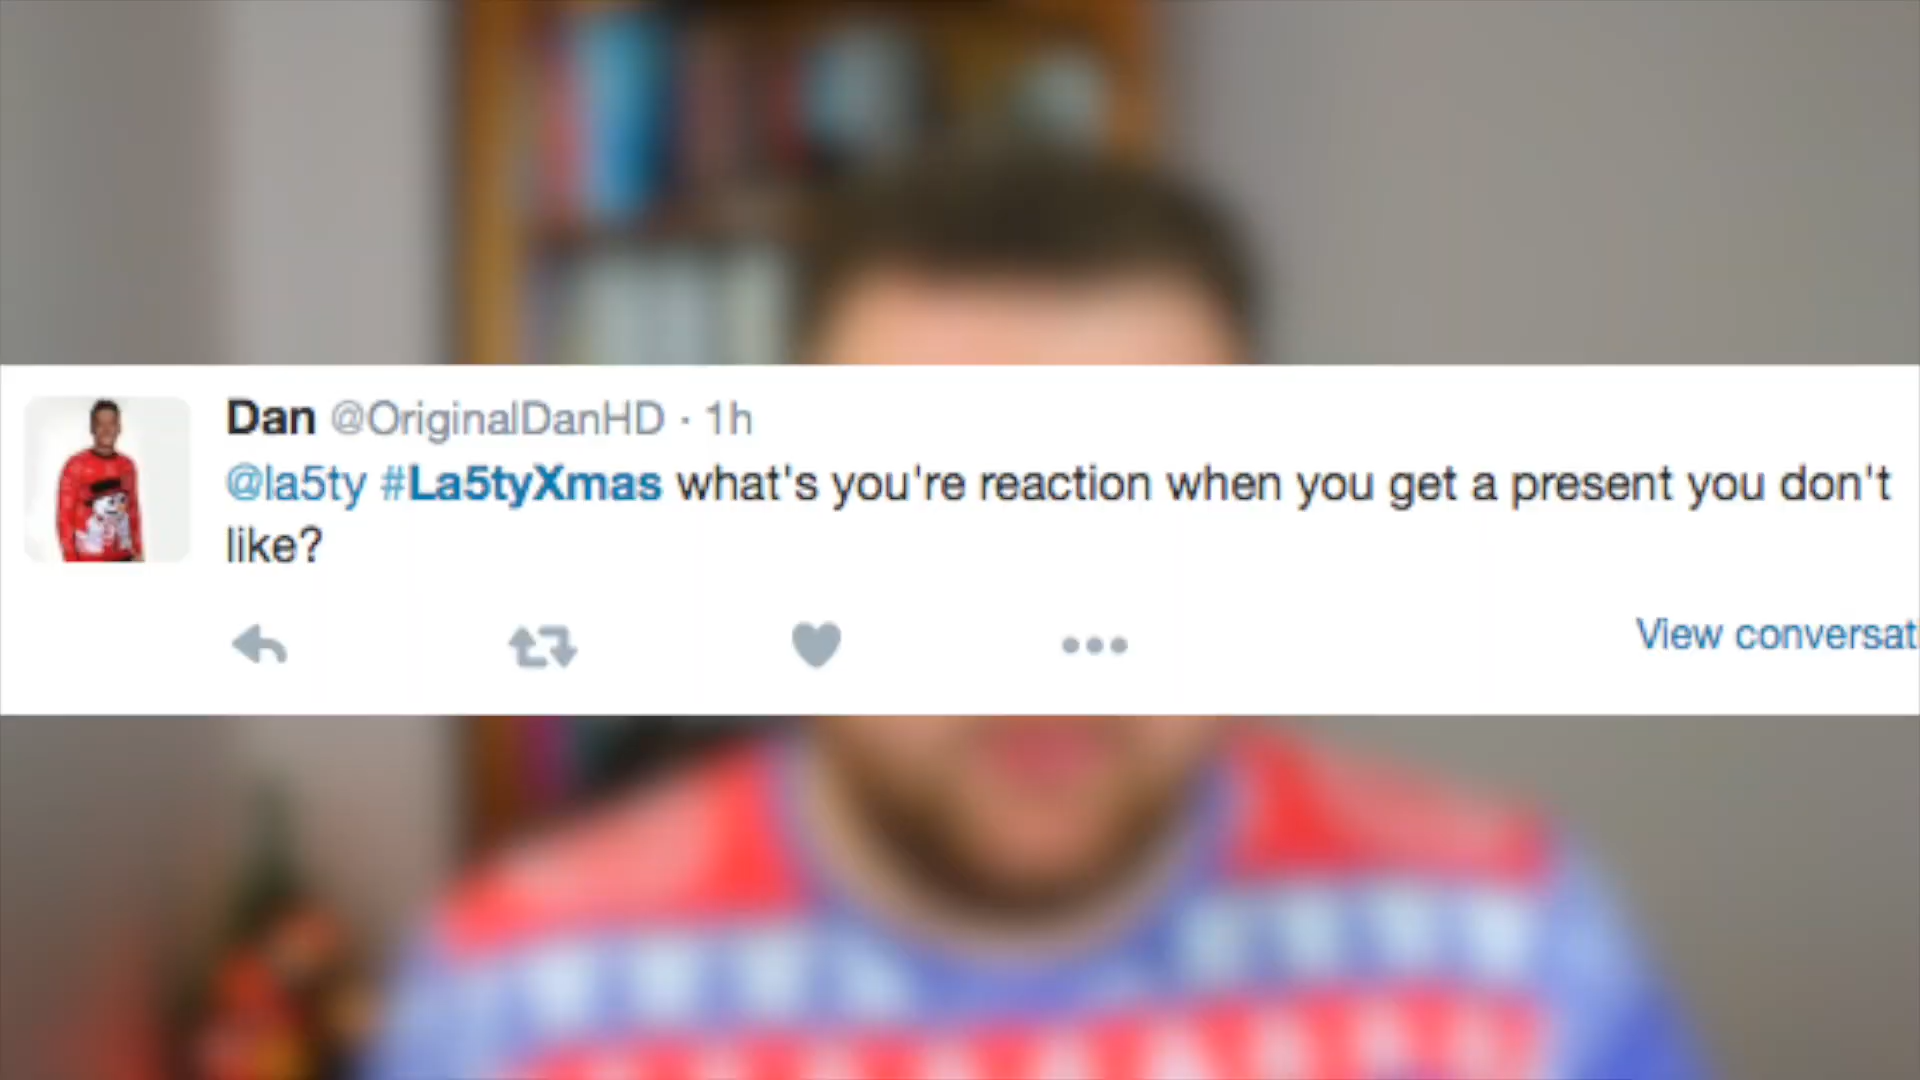 Dan @OriginalDanHD · 1h
@la5ty #La5tyXmas what's you're reaction when you get a present you don't
like?
View conversat